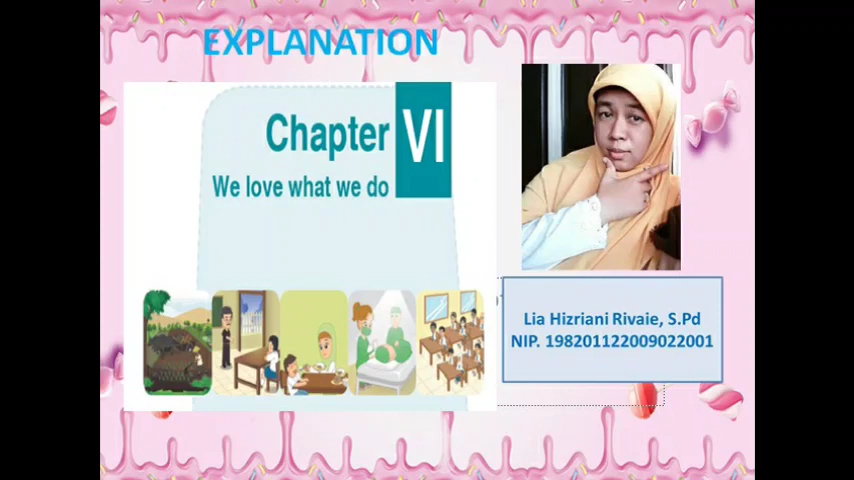 EXPLANATION
Chapter VI
We love what we do
Lia Hizriani Rivaie, S.Pd
NIP. 198201122009022001